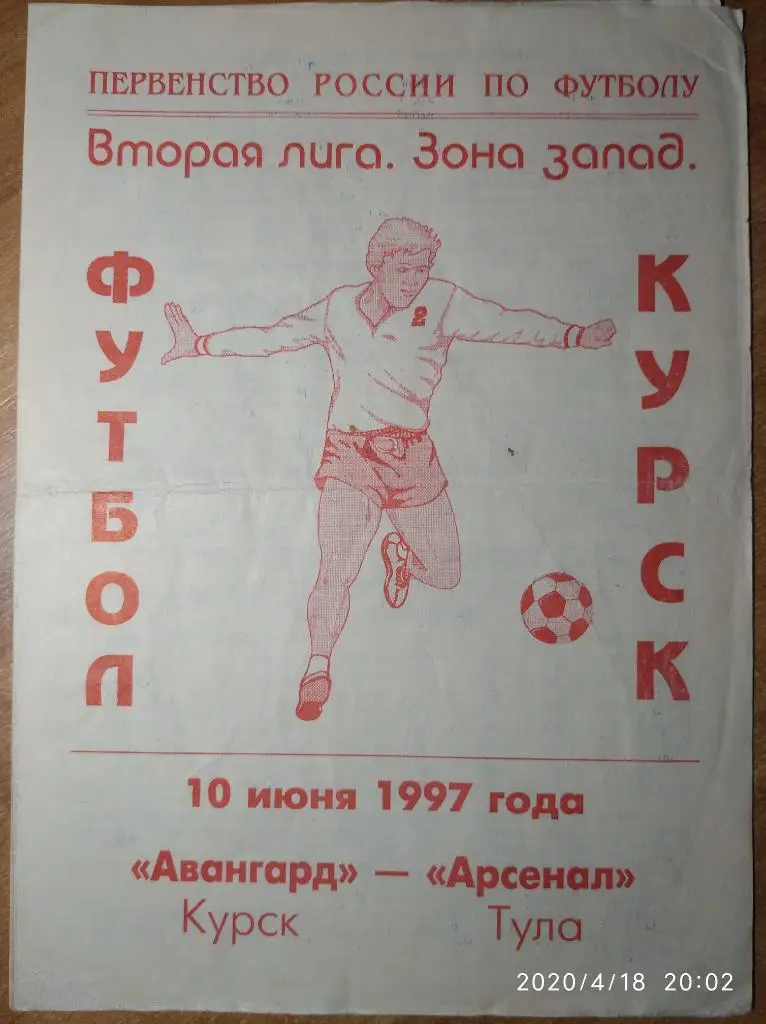 ПЕРВЕНСТВО РОССИИ ПО ФУТБОЛУ
Вторая лига. Зона запад.
ФУТБОЛ
КУРСК
2
10 июня 1997 года
«Авангард» — «Арсенал»
Курск Тула
2020/4/18 20:02